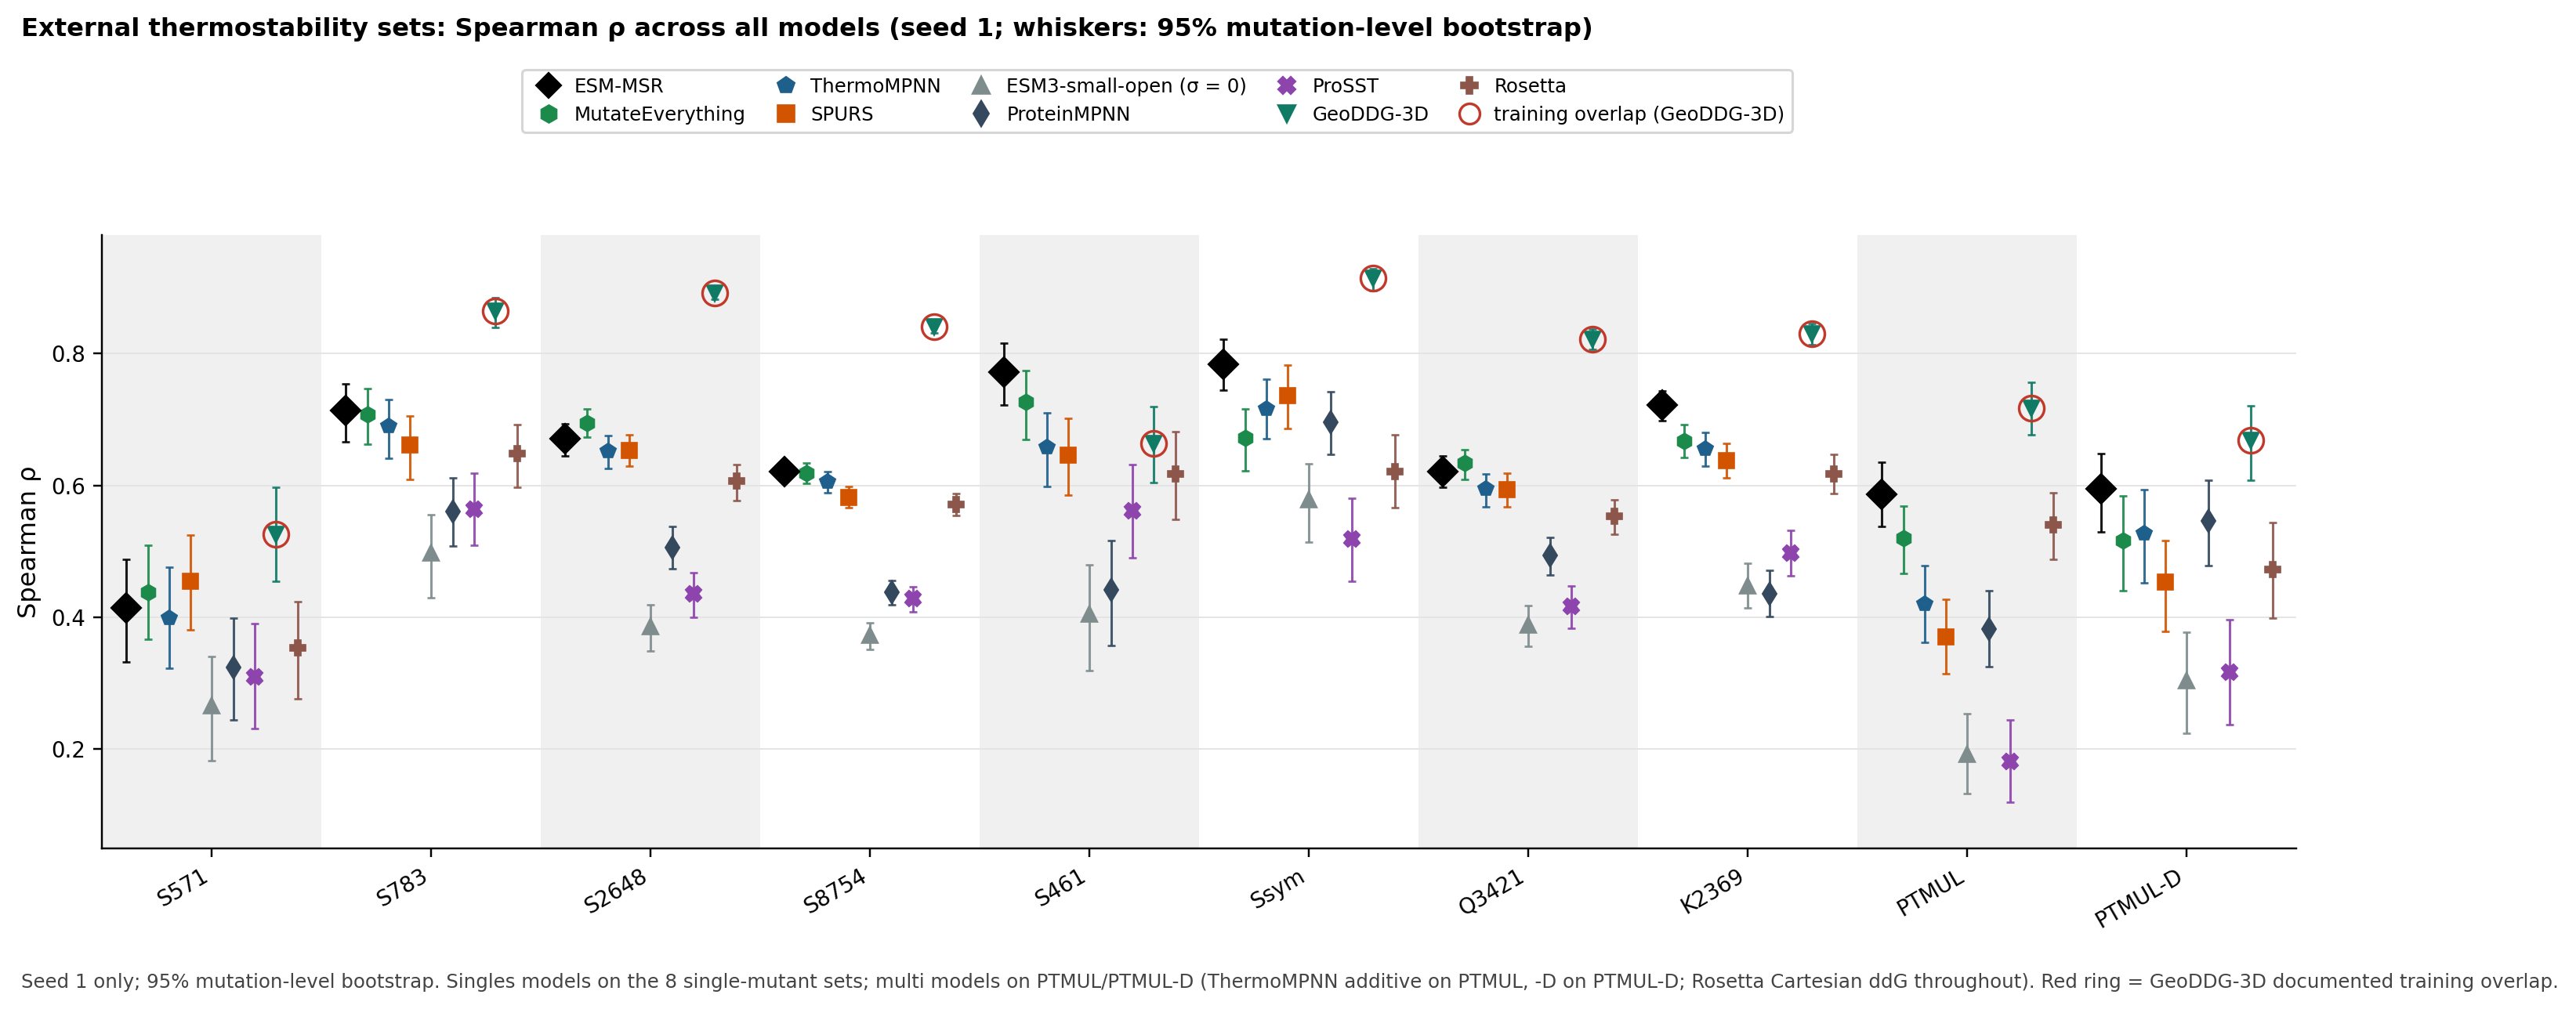 External thermostability sets: Spearman ρ across all models (seed 1; whiskers: 95% mutation-level bootstrap)
ESM-MSR
MutateEverything
ThermoMPNN
SPURS
ESM3-small-open (σ = 0)
ProteinMPNN
ProSST
GeoDDG-3D
Rosetta
training overlap (GeoDDG-3D)
Spearman ρ
0.8
0.6
0.4
0.2
S571
S783
S2648
S8754
S461
Ssym
Q3421
K2369
PTMUL
PTMUL-D
Seed 1 only; 95% mutation-level bootstrap. Singles models on the 8 single-mutant sets; multi models on PTMUL/PTMUL-D (ThermoMPNN additive on PTMUL, -D on PTMUL-D; Rosetta Cartesian ddG throughout). Red ring = GeoDDG-3D documented training overlap.